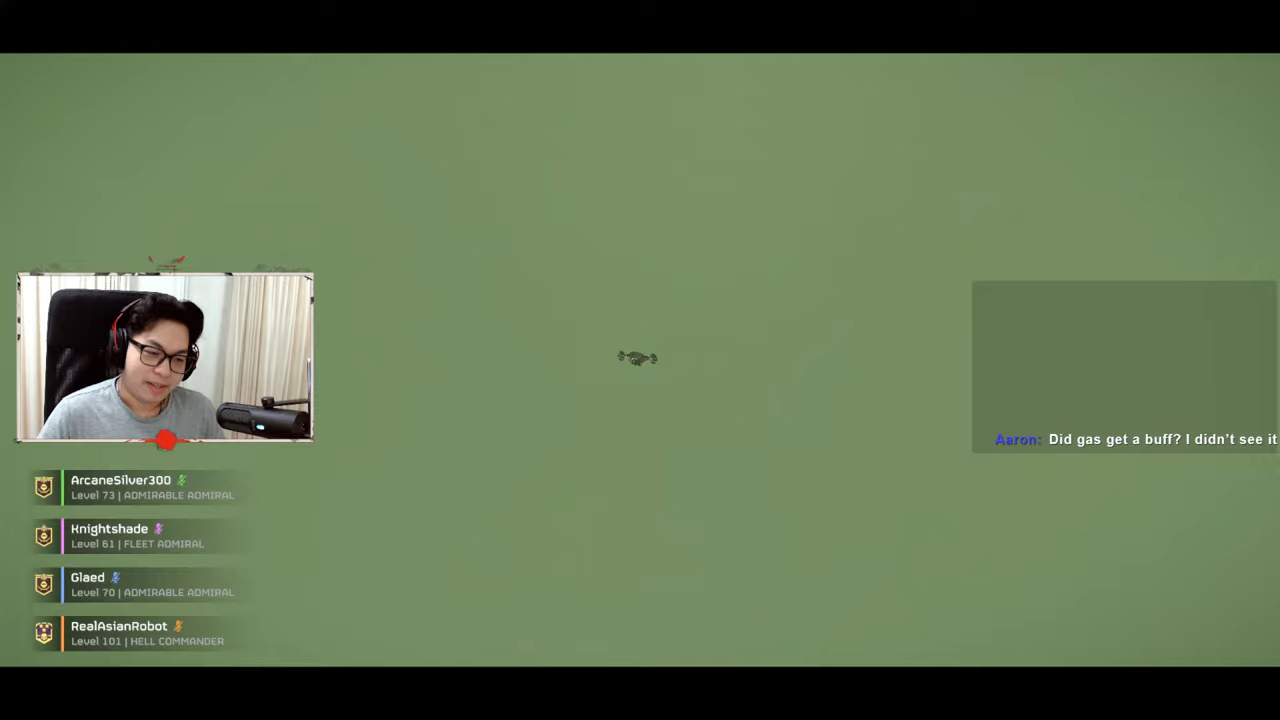 Aaron: Did gas get a buff? I didn't see it
ArcaneSilver300
Level 73 | ADMIRABLE ADMIRAL
Knightshade
Level 61 | FLEET ADMIRAL
Glaed
Level 70 | ADMIRABLE ADMIRAL
RealAsianRobot
Level 101 | HELL COMMANDER